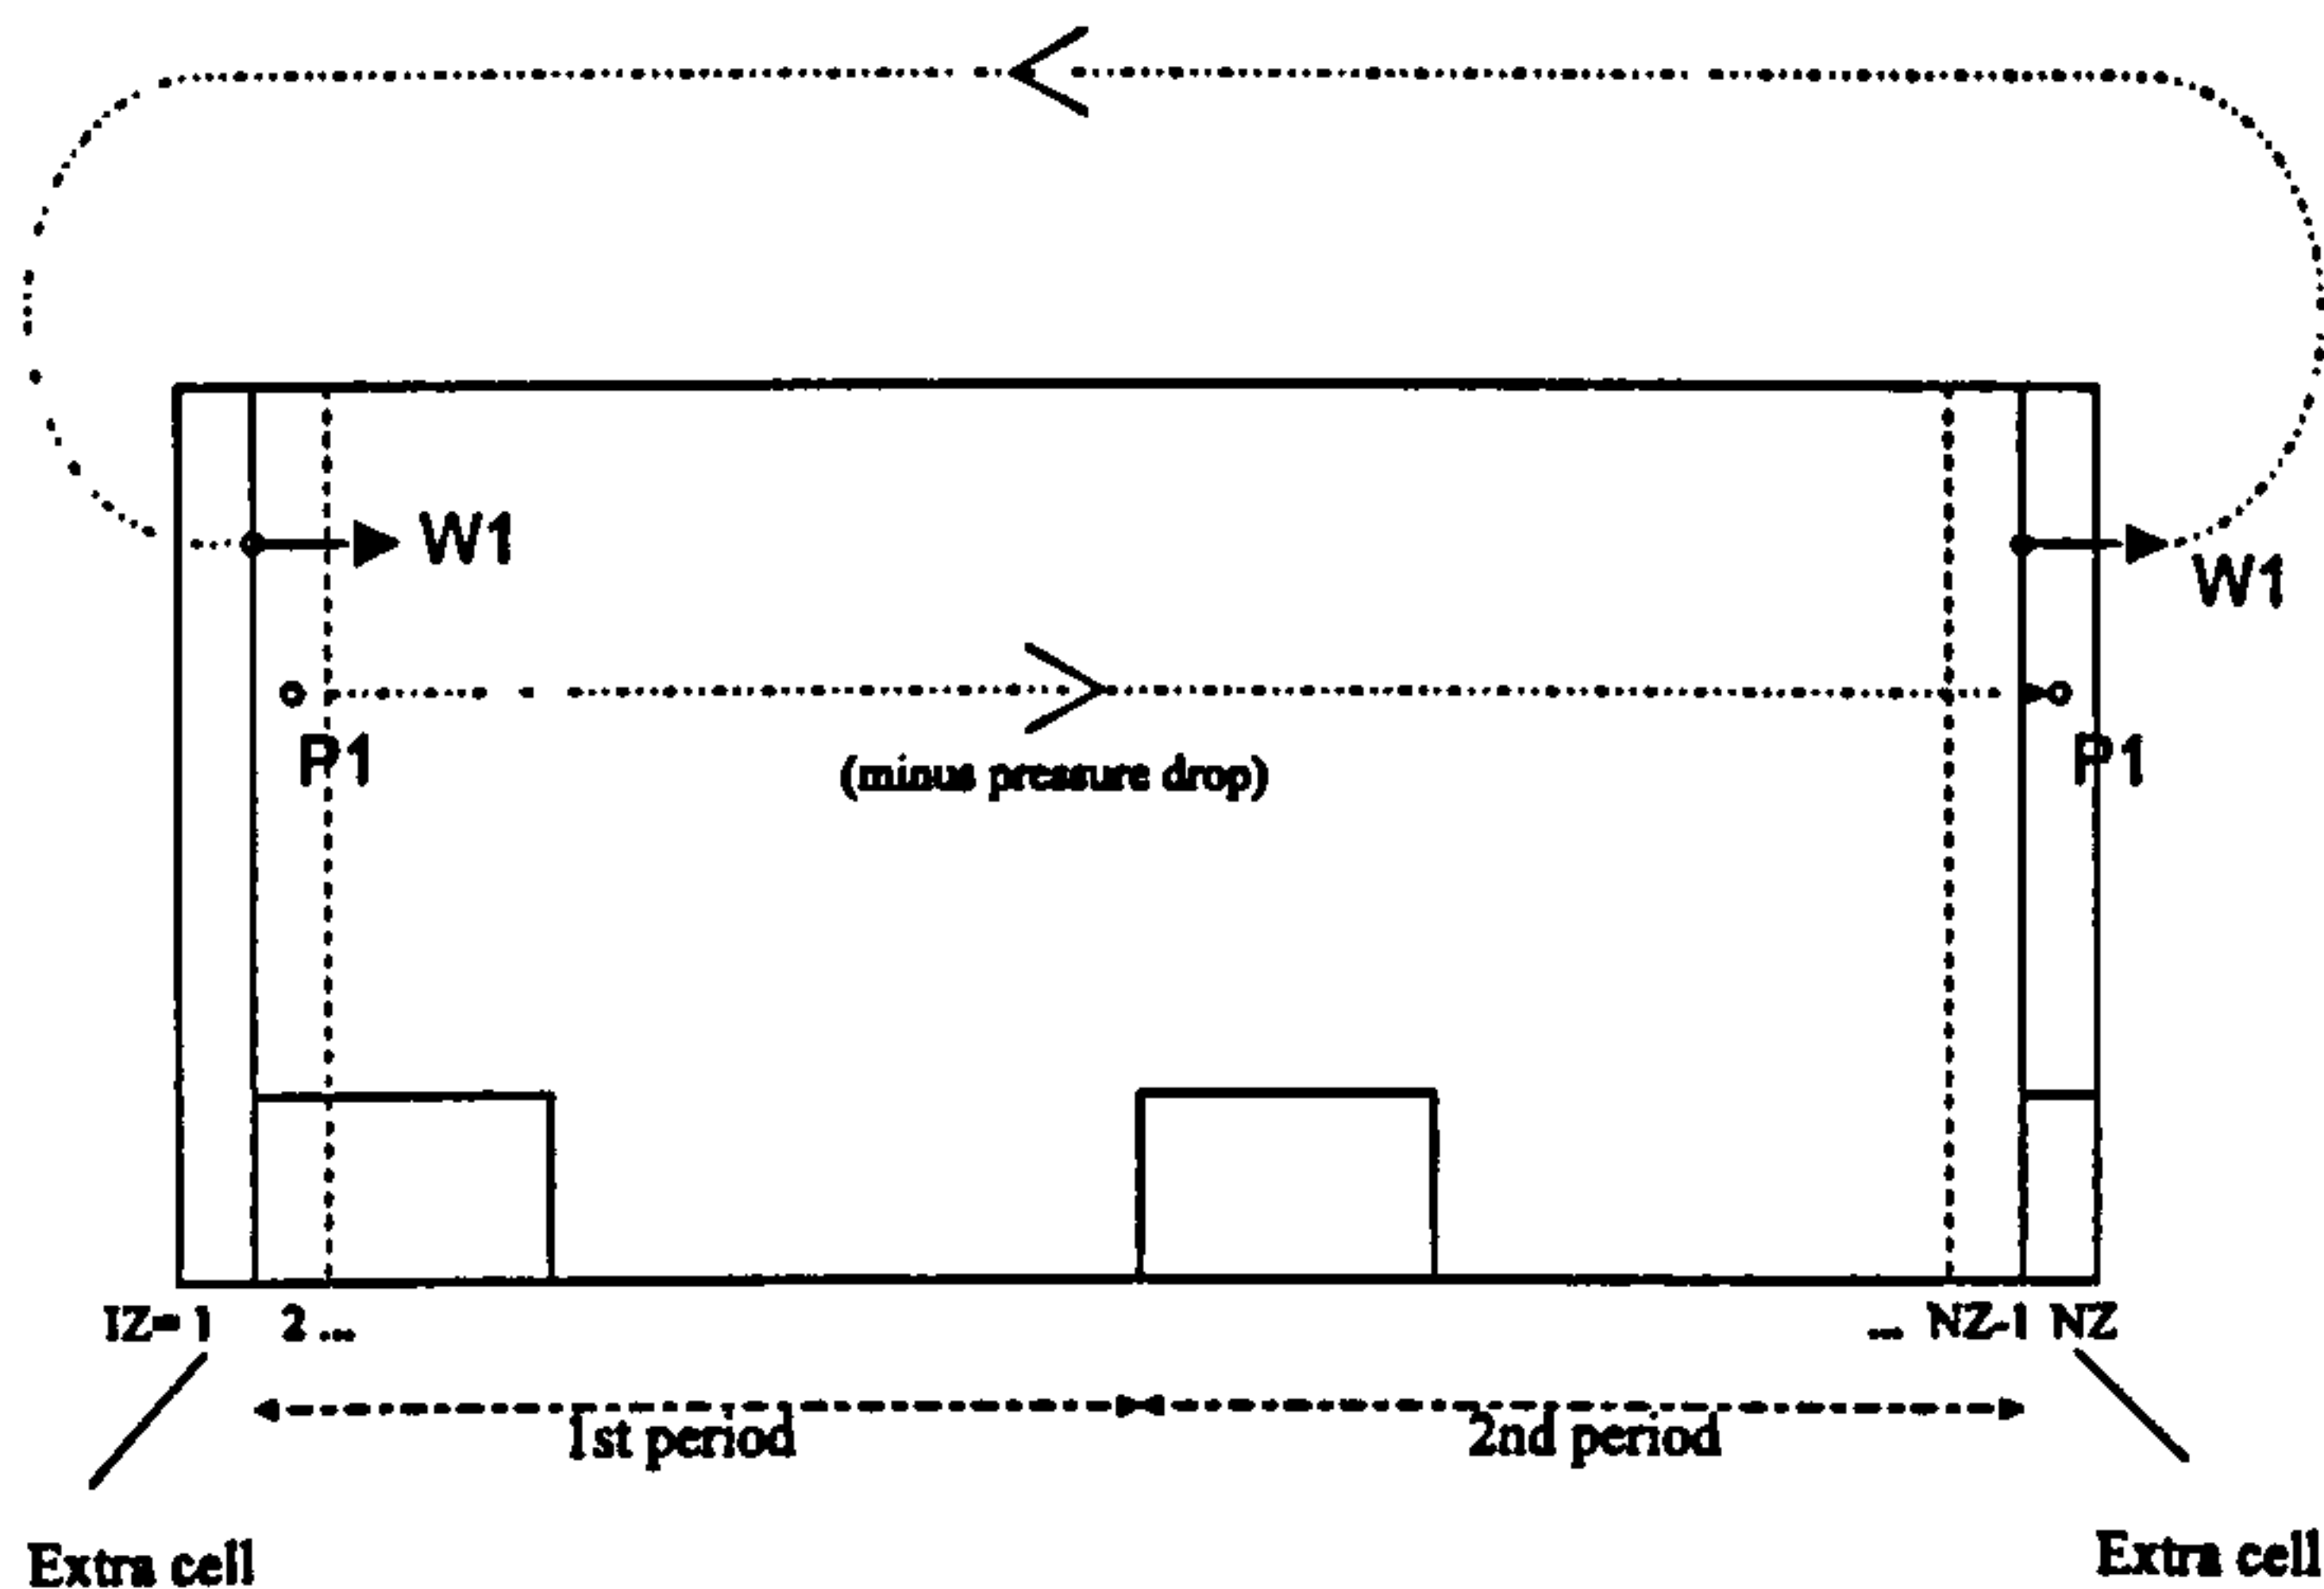 W1
W1
P1
P1
(minus pressure drop)
IZ= 1 2 ... ... NZ-1 NZ
1st period 2nd period
Extra cell Extra cell